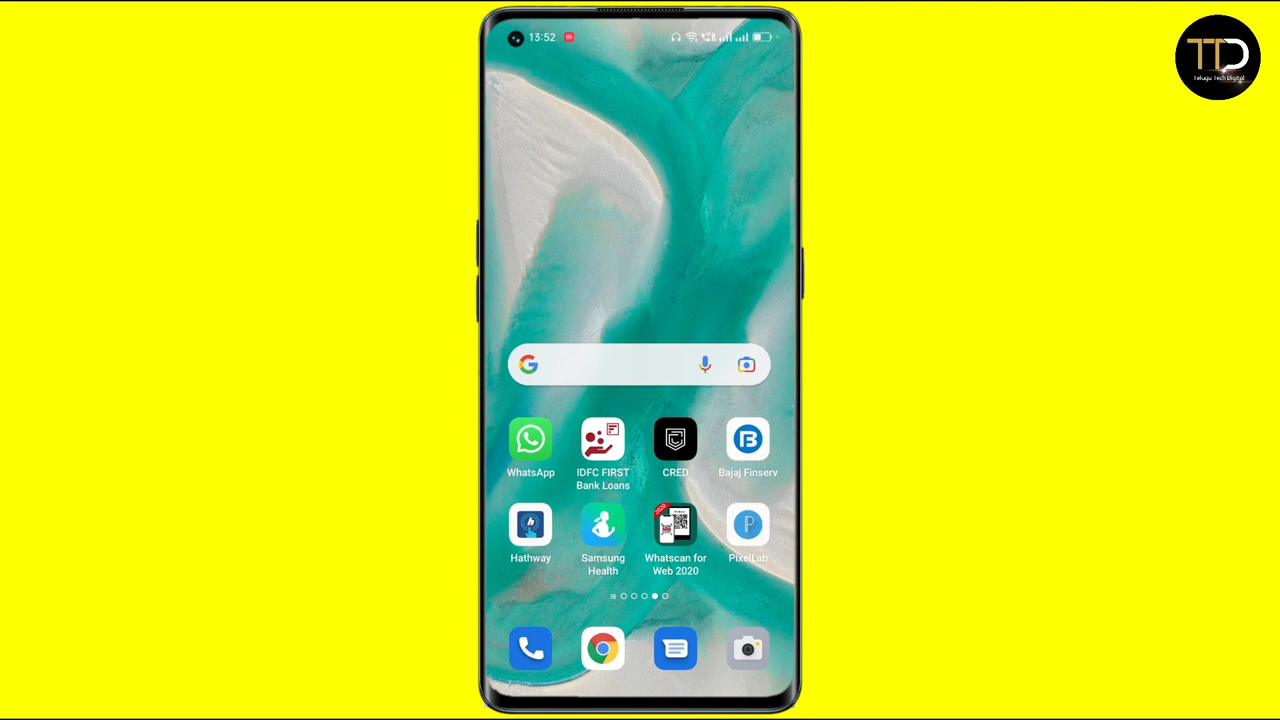 13:52
TTD
Telugu Tech Digital
G
WhatsApp
IDFC FIRST
Bank Loans
CRED
Bajaj Finserv
2020
Hathway
Samsung
Health
Whatscan for
Web 2020
PixelLab